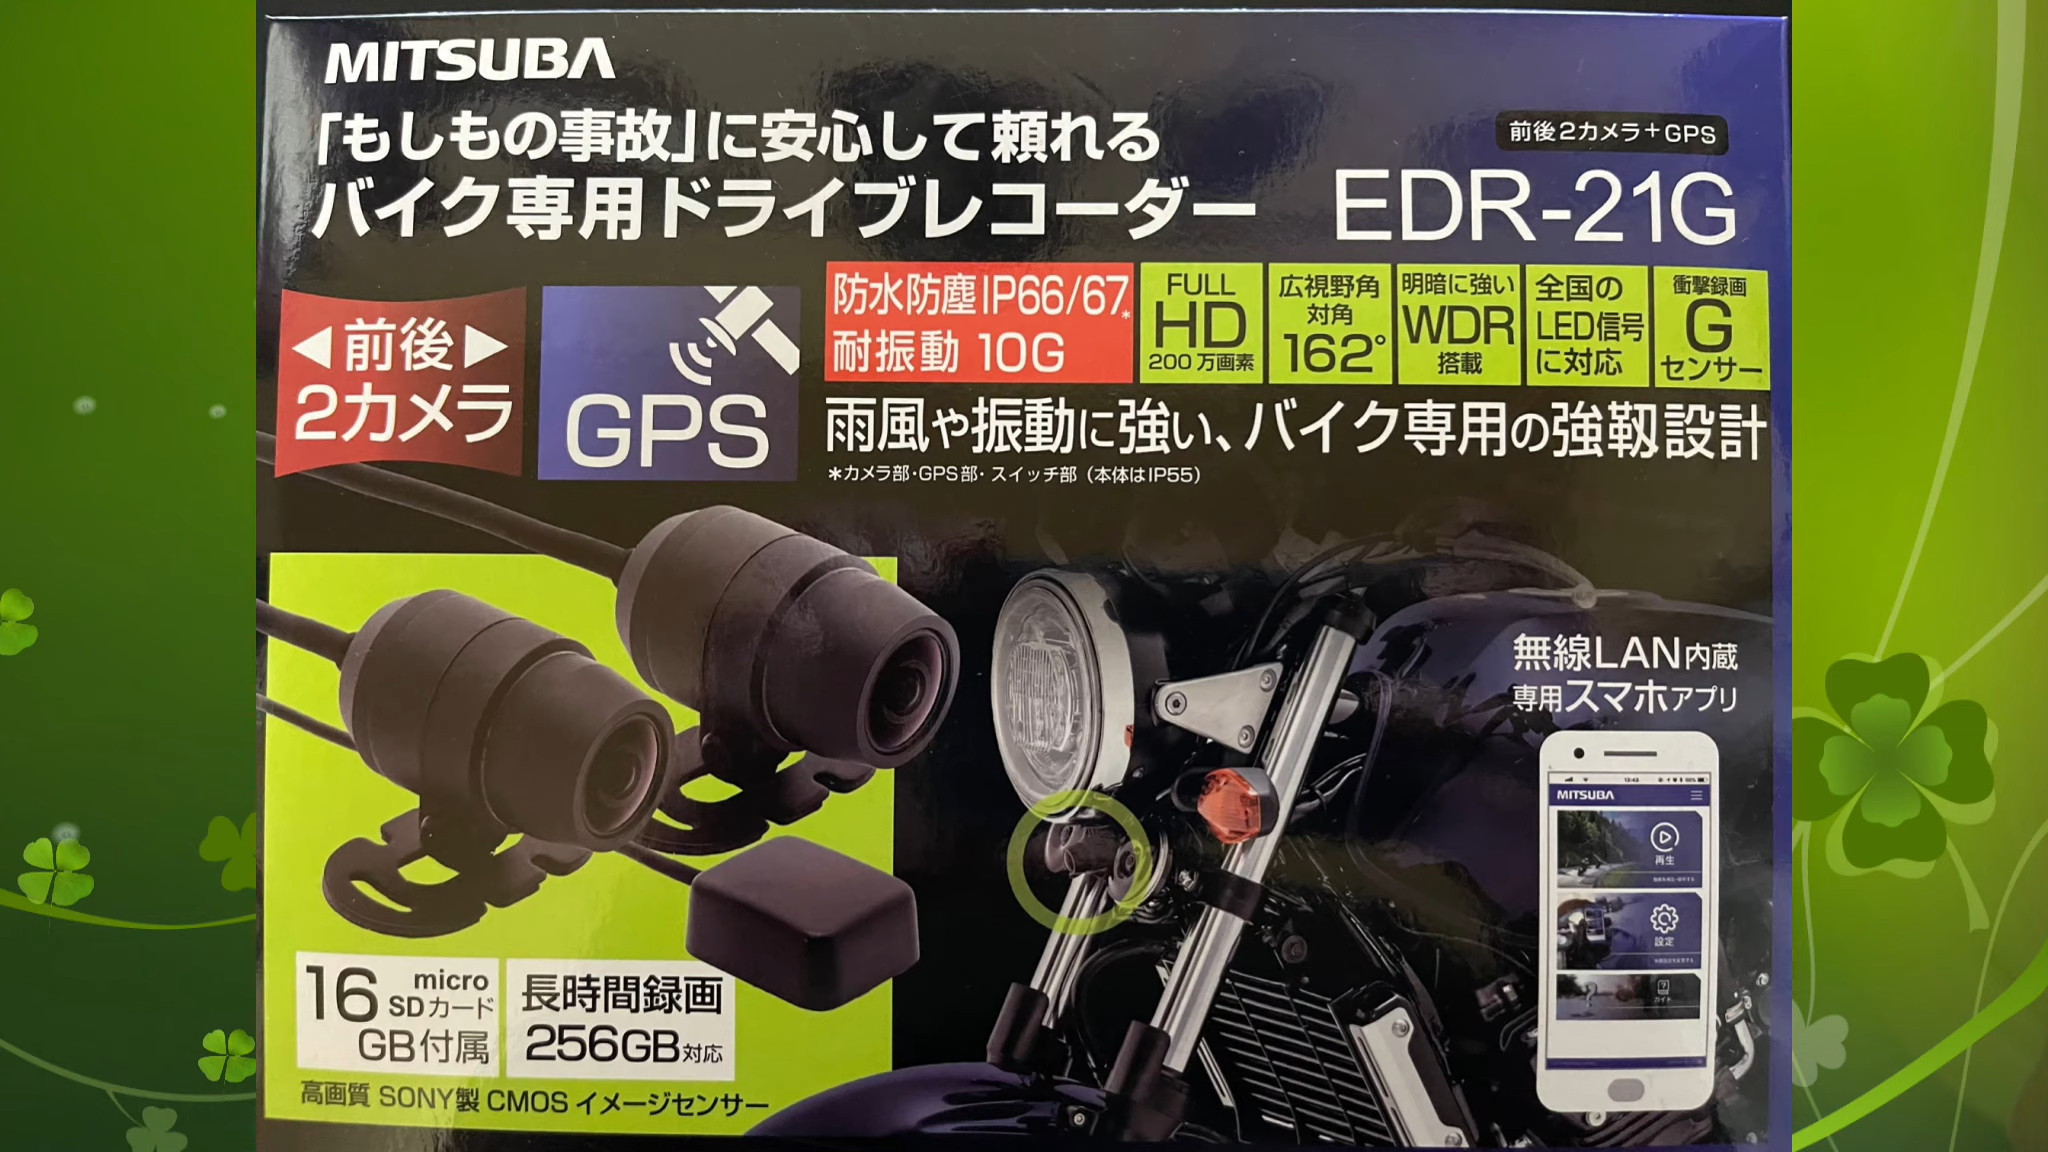 MITSUBA
「もしもの事故」に安心して頼れる
バイク専用ドライブレコーダー
前後2カメラ+GPS
EDR-21G
前後
2カメラ
GPS
防水防塵IP66/67*
耐振動 10G
FULL
HD
200万画素
広視野角
対角
162°
明暗に強い
WDR
搭載
全国の
LED信号
に対応
衝撃録画
G
センサー
雨風や振動に強い、バイク専用の強靱設計
*カメラ部・GPS部・スイッチ部（本体はIP55）
無線LAN内蔵
専用スマホアプリ
12:43
MITSUBA
再生
設定
ガイド
16
micro
SDカード
GB付属
長時間録画
256GB対応
高画質 SONY製 CMOS イメージセンサー